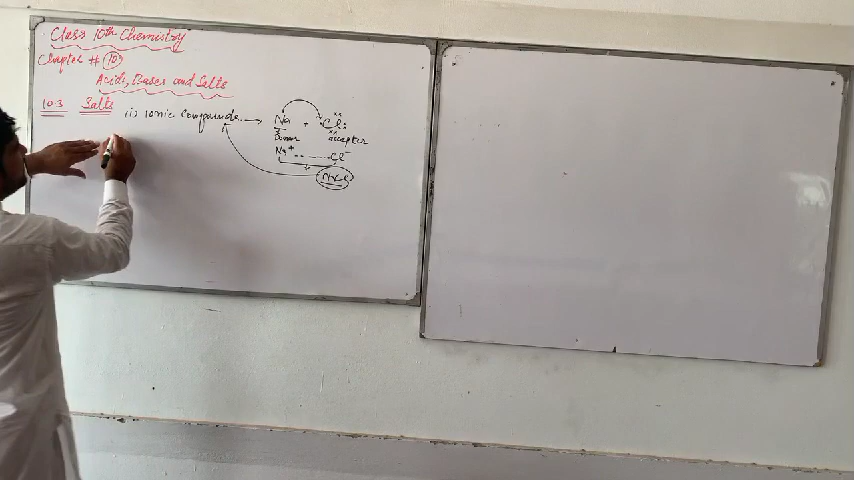 Class 10th Chemistry
Chapter # 10
Acids, Bases and Salts
10.3 Salts
(i) Ionic Compounds → Na + Cl
Donor accepter
Na+ Cl-
NaCl